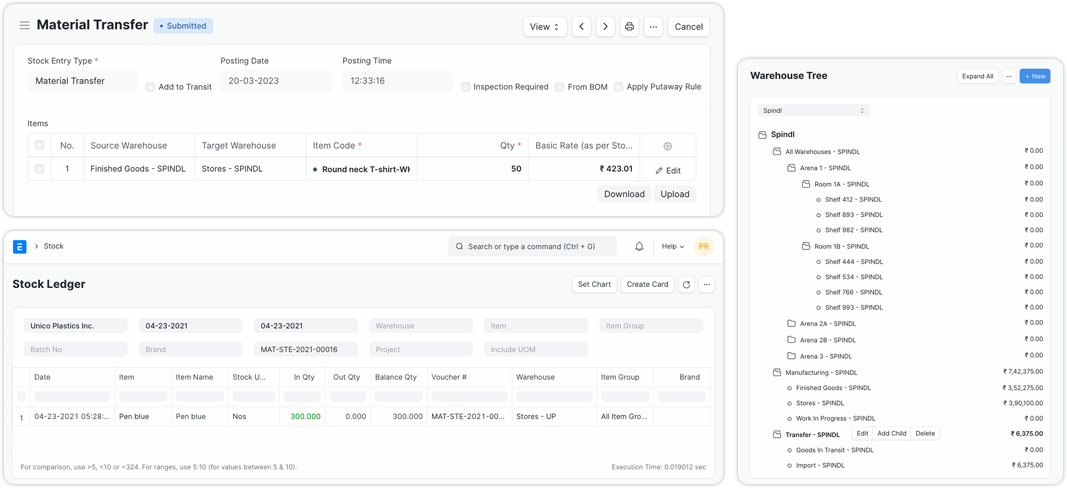 Material Transfer • Submitted View ... Cancel
Stock Entry Type * Posting Date Posting Time
Material Transfer Add to Transit 20-03-2023 12:33:16 Inspection Required From BOM Apply Putaway Rule
Items
No. Source Warehouse Target Warehouse Item Code * Qty * Basic Rate (as per Sto...
1 Finished Goods - SPINDL Stores - SPINDL Round neck T-shirt-WH 50 ₹ 423.01 Edit
Download Upload
E > Stock Search or type a command (Ctrl + G) Help PR
Stock Ledger Set Chart Create Card ...
Unico Plastics Inc. 04-23-2021 04-23-2021 Warehouse Item Item Group
Batch No Brand MAT-STE-2021-00016 Project Include UOM
Date Item Item Name Stock U... In Qty Out Qty Balance Qty Voucher # Warehouse Item Group Brand
1 04-23-2021 05:28:... Pen blue Pen blue Nos 300.000 0.000 300.000 MAT-STE-2021-00... Stores - UP All Item Gro...
For comparison, use >5, <10 or =324. For ranges, use 5:10 (for values between 5 & 10). Execution Time: 0.019012 sec
Warehouse Tree Expand All ... + New
Spindl
Spindl
All Warehouses - SPINDL ₹ 0.00
Arena 1 - SPINDL ₹ 0.00
Room 1A - SPINDL ₹ 0.00
Shelf 412 - SPINDL ₹ 0.00
Shelf 893 - SPINDL ₹ 0.00
Shelf 982 - SPINDL ₹ 0.00
Room 1B - SPINDL ₹ 0.00
Shelf 444 - SPINDL ₹ 0.00
Shelf 534 - SPINDL ₹ 0.00
Shelf 766 - SPINDL ₹ 0.00
Shelf 993 - SPINDL ₹ 0.00
Arena 2A - SPINDL ₹ 0.00
Arena 2B - SPINDL ₹ 0.00
Arena 3 - SPINDL ₹ 0.00
Manufacturing - SPINDL ₹ 7,42,375.00
Finished Goods - SPINDL ₹ 3,52,275.00
Stores - SPINDL ₹ 3,90,100.00
Work In Progress - SPINDL ₹ 0.00
Transfer - SPINDL Edit Add Child Delete ₹ 6,375.00
Goods In Transit - SPINDL ₹ 0.00
Import - SPINDL ₹ 6,375.00